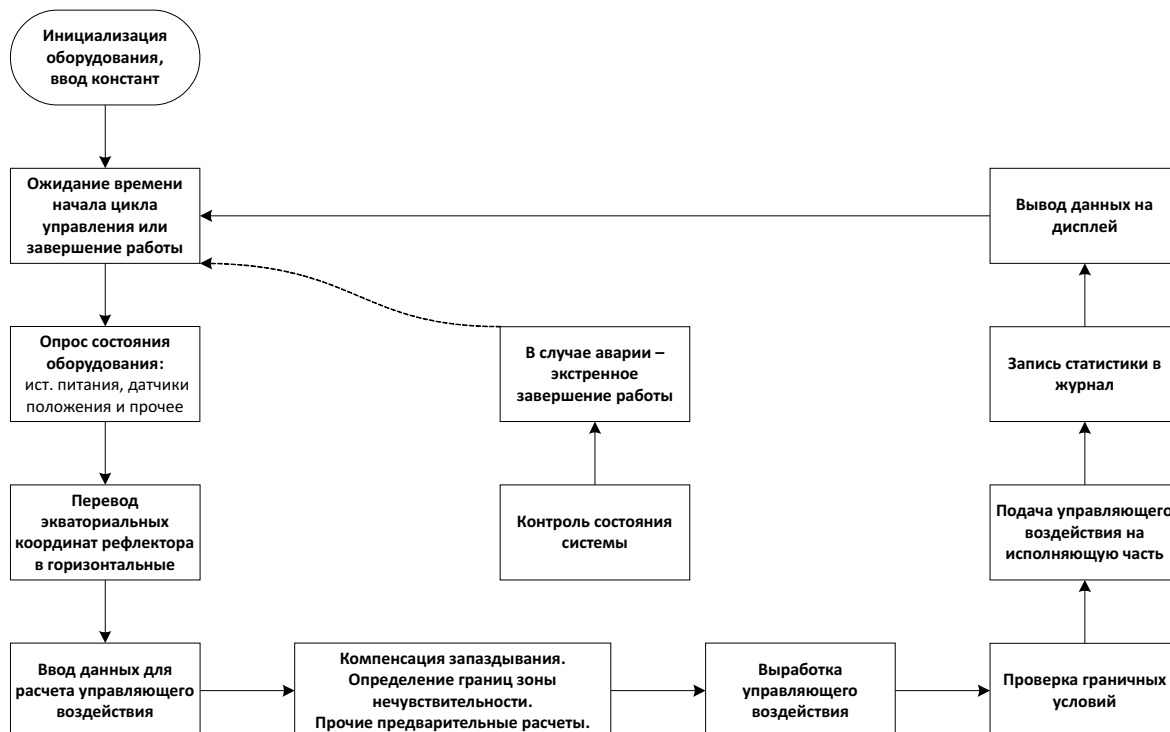 Инициализация
оборудования,
ввод констант
Ожидание времени
начала цикла
управления или
завершение работы
Вывод данных на
дисплей
Опрос состояния
оборудования:
ист. питания, датчики
положения и прочее
В случае аварии –
экстренное
завершение работы
Запись статистики в
журнал
Перевод
экваториальных
координат рефлектора
в горизонтальные
Контроль состояния
системы
Подача управляющего
воздействия на
исполняющую часть
Ввод данных для
расчета управляющего
воздействия
Компенсация запаздывания.
Определение границ зоны
нечувствительности.
Прочие предварительные расчеты.
Выработка
управляющего
воздействия
Проверка граничных
условий